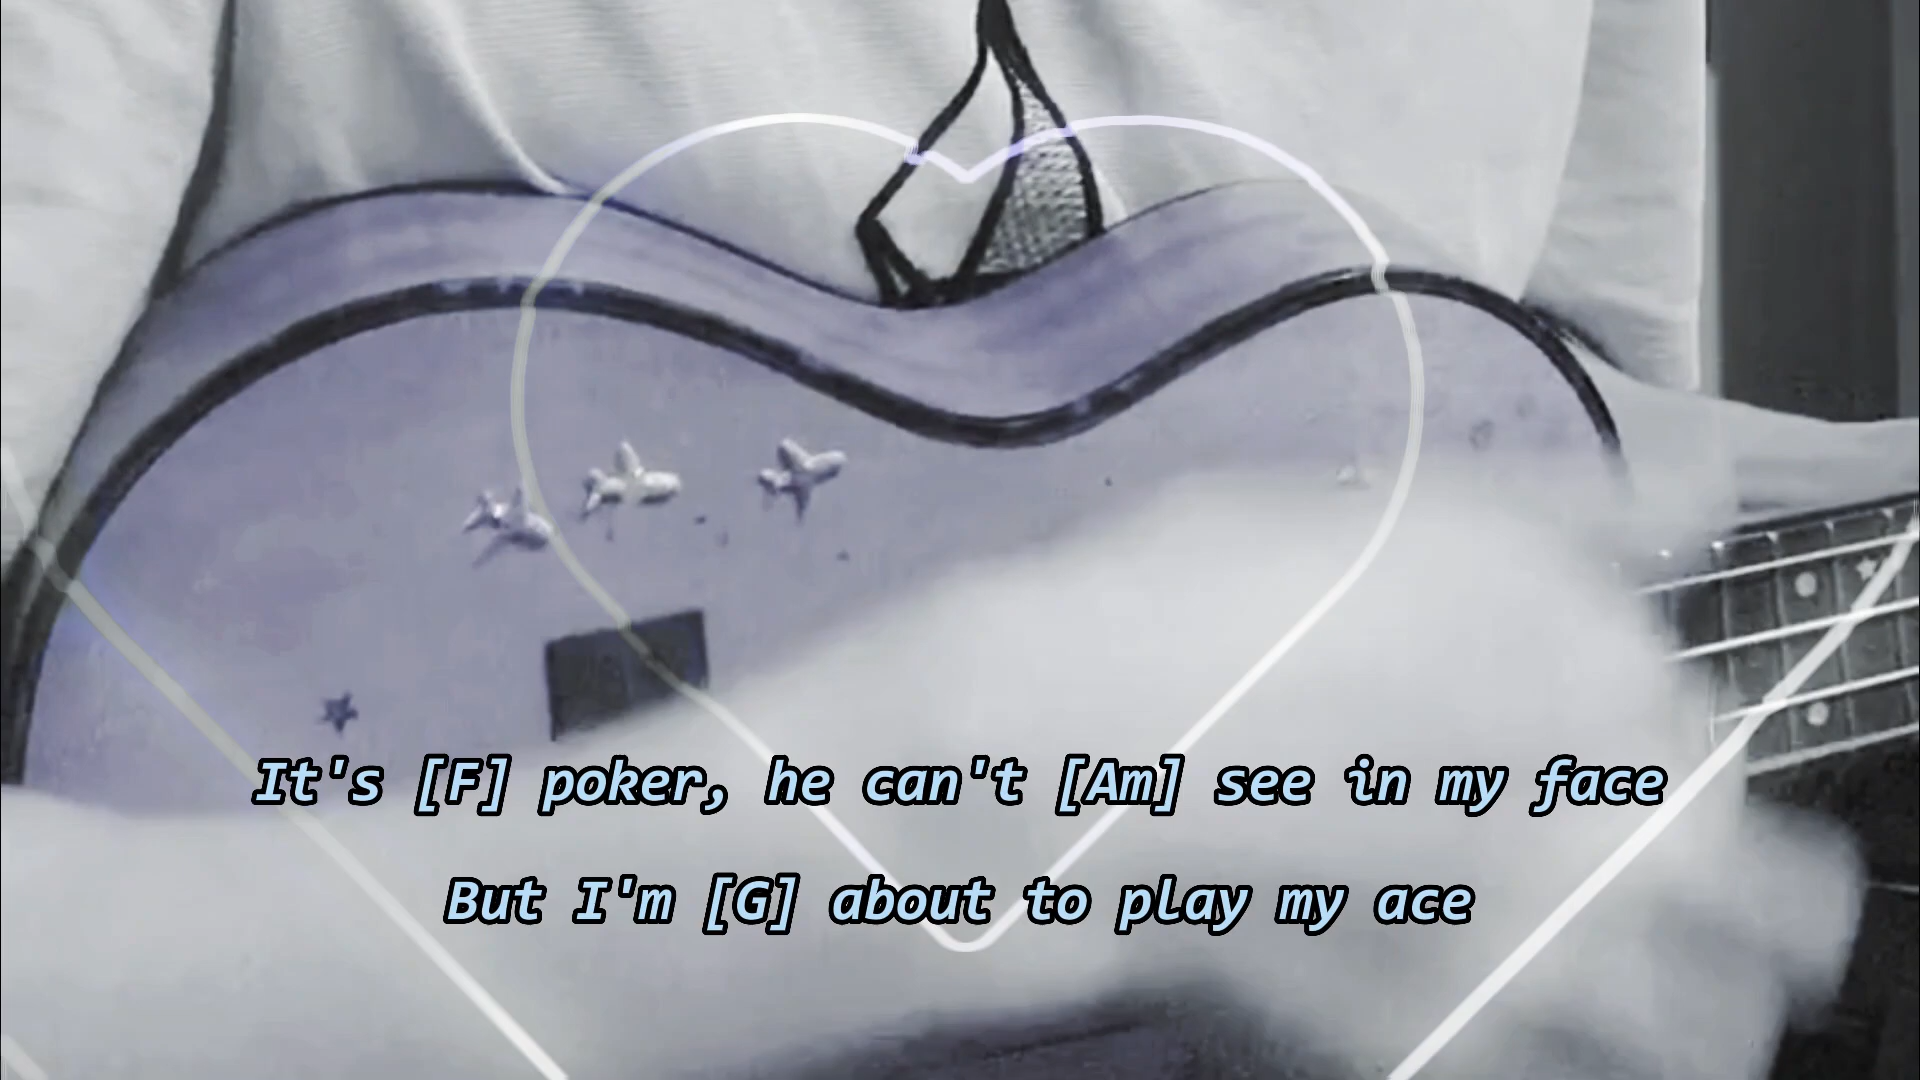 It's [F] poker, he can't [Am] see in my face
But I'm [G] about to play my ace